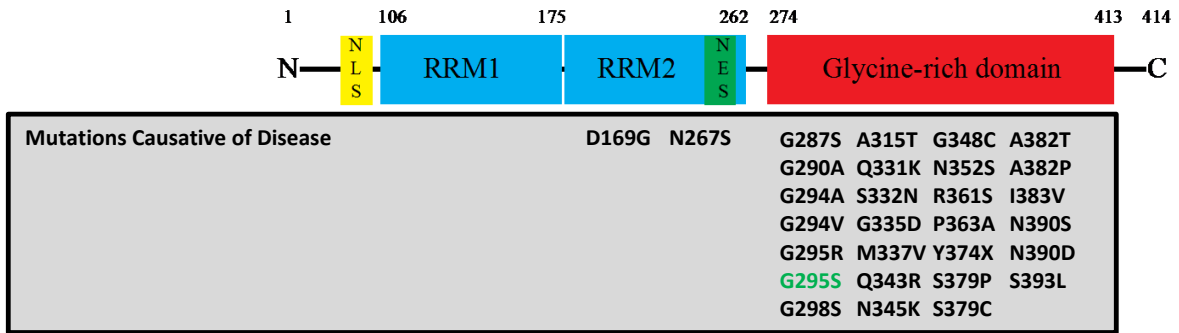 1 106 175 262 274 413 414
N NLS RRM1 RRM2 NES Glycine-rich domain C
Mutations Causative of Disease D169G N267S G287S A315T G348C A382T
G290A Q331K N352S A382P
G294A S332N R361S I383V
G294V G335D P363A N390S
G295R M337V Y374X N390D
G295S Q343R S379P S393L
G298S N345K S379C